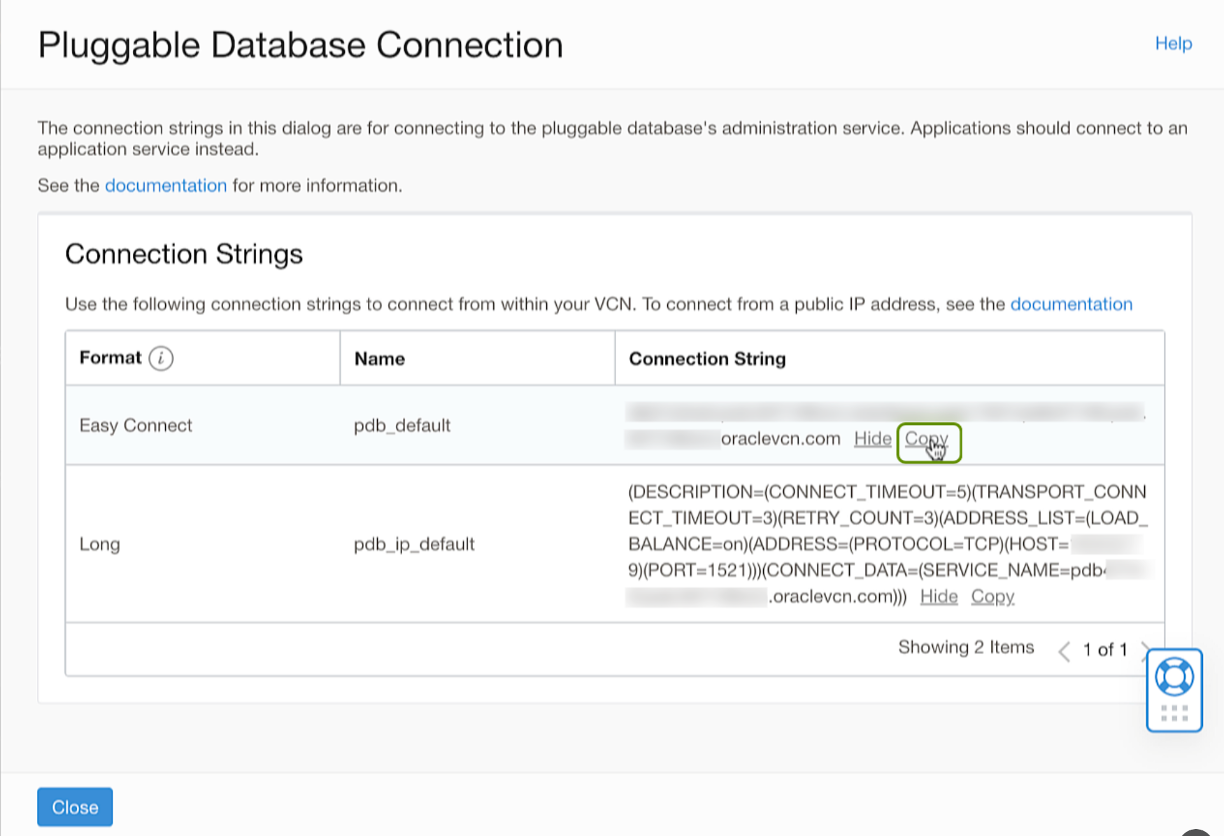 Pluggable Database Connection
Help
The connection strings in this dialog are for connecting to the pluggable database's administration service. Applications should connect to an
application service instead.
See the documentation for more information.
Connection Strings
Use the following connection strings to connect from within your VCN. To connect from a public IP address, see the documentation
Format i Name Connection String
Easy Connect pdb_default
oraclevcn.com Hide Copy
(DESCRIPTION=(CONNECT_TIMEOUT=5)(TRANSPORT_CONN
ECT_TIMEOUT=3)(RETRY_COUNT=3)(ADDRESS_LIST=(LOAD_
Long pdb_ip_default BALANCE=on)(ADDRESS=(PROTOCOL=TCP)(HOST=
9)(PORT=1521)))(CONNECT_DATA=(SERVICE_NAME=pdb
.oraclevcn.com))) Hide Copy
Showing 2 Items < 1 of 1 >
Close